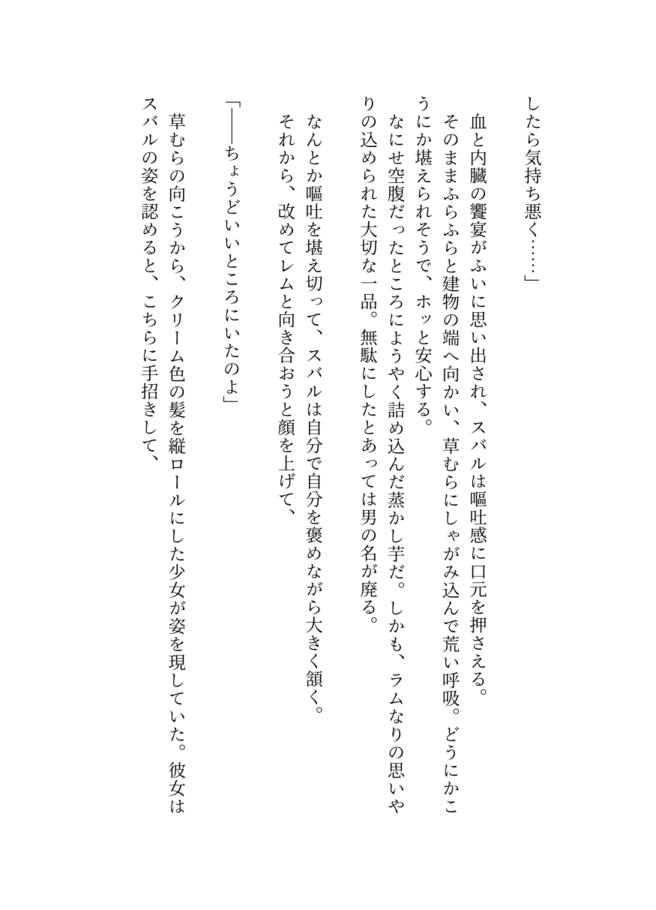 したら気持ち悪く……」
血と内臓の饗宴がふいに思い出され、スバルは嘔吐感に口元を押さえる。
そのままふらふらと建物の端へ向かい、草むらにしゃがみ込んで荒い呼吸。どうにかこ
うにか堪えられそうで、ホッと安心する。
なにせ空腹だったところにようやく詰め込んだ蒸かし芋だ。しかも、ラムなりの思いや
りの込められた大切な一品。無駄にしたとあっては男の名が廃る。
なんとか嘔吐を堪え切って、スバルは自分で自分を褒めながら大きく頷く。
それから、改めてレムと向き合おうと顔を上げて、
「――ちょうどいいところにいたのよ」
草むらの向こうから、クリーム色の髪を縦ロールにした少女が姿を現していた。彼女は
スバルの姿を認めると、こちらに手招きして、